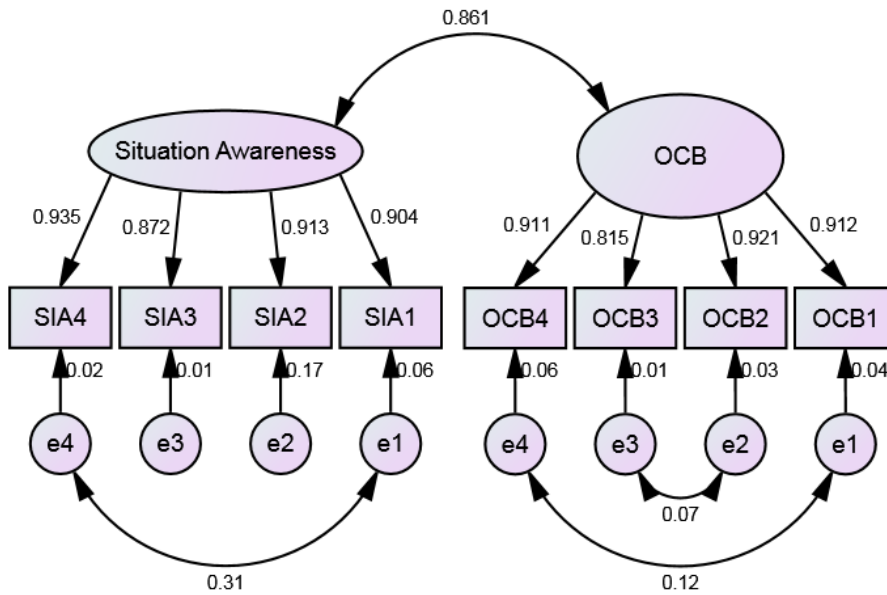 0.861
Situation Awareness
OCB
0.935
0.872
0.913
0.904
0.911
0.815
0.921
0.912
SIA4
SIA3
SIA2
SIA1
OCB4
OCB3
OCB2
OCB1
0.02
0.01
0.17
0.06
0.06
0.01
0.03
0.04
e4
e3
e2
e1
e4
e3
e2
e1
0.07
0.31
0.12